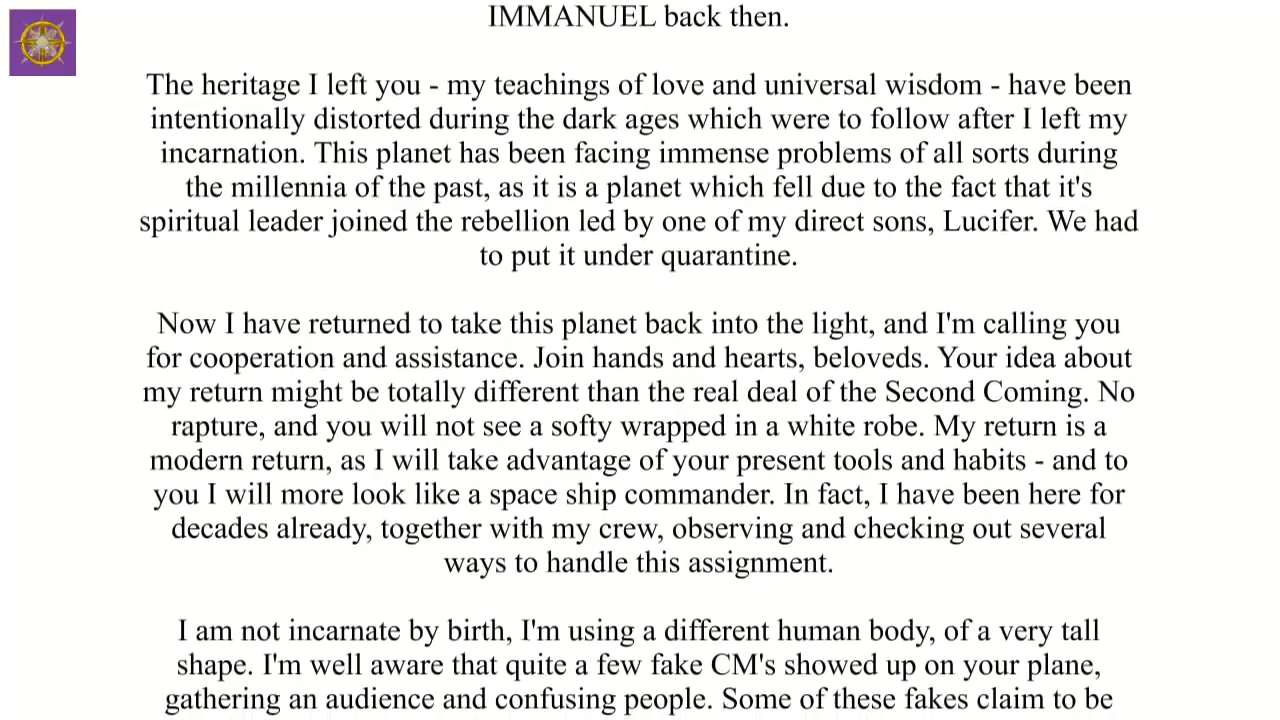 IMMANUEL back then.
The heritage I left you - my teachings of love and universal wisdom - have been
intentionally distorted during the dark ages which were to follow after I left my
incarnation. This planet has been facing immense problems of all sorts during
the millennia of the past, as it is a planet which fell due to the fact that it's
spiritual leader joined the rebellion led by one of my direct sons, Lucifer. We had
to put it under quarantine.
Now I have returned to take this planet back into the light, and I'm calling you
for cooperation and assistance. Join hands and hearts, beloveds. Your idea about
my return might be totally different than the real deal of the Second Coming. No
rapture, and you will not see a softy wrapped in a white robe. My return is a
modern return, as I will take advantage of your present tools and habits - and to
you I will more look like a space ship commander. In fact, I have been here for
decades already, together with my crew, observing and checking out several
ways to handle this assignment.
I am not incarnate by birth, I'm using a different human body, of a very tall
shape. I'm well aware that quite a few fake CM's showed up on your plane,
gathering an audience and confusing people. Some of these fakes claim to be